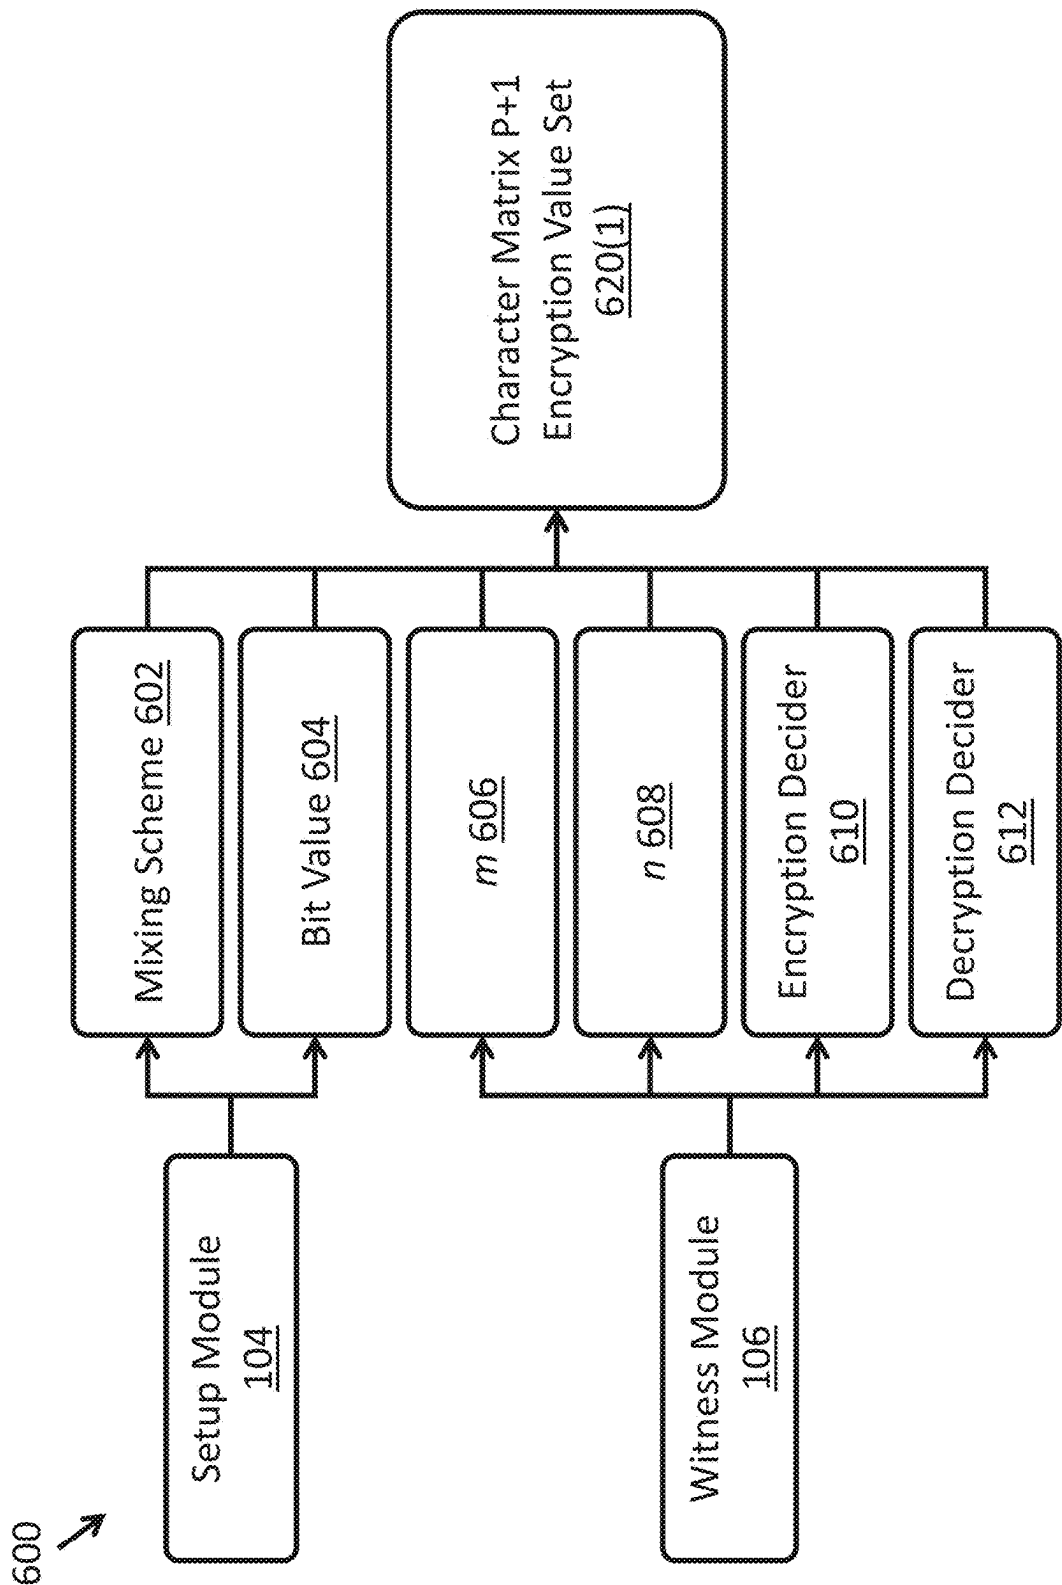 600
Setup Module
104
Witness Module
106
Mixing Scheme 602
Bit Value 604
m 606
n 608
Encryption Decider
610
Decryption Decider
612
Character Matrix P+1
Encryption Value Set
620(1)